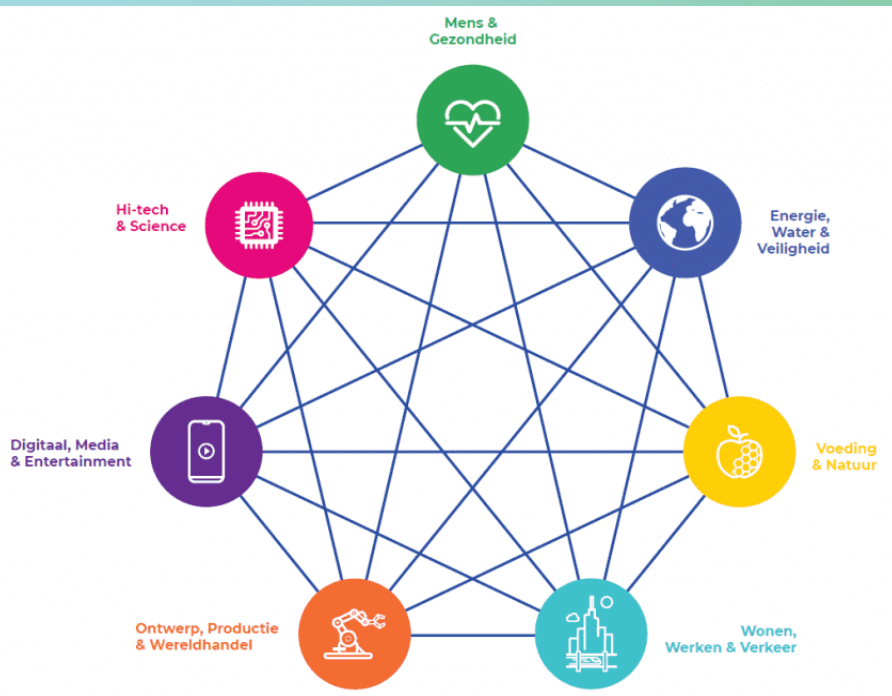 Mens &
Gezondheid
Hi-tech
& Science
Energie,
Water &
Veiligheid
Digitaal, Media
& Entertainment
Voeding
& Natuur
Ontwerp, Productie
& Wereldhandel
Wonen,
Werken & Verkeer